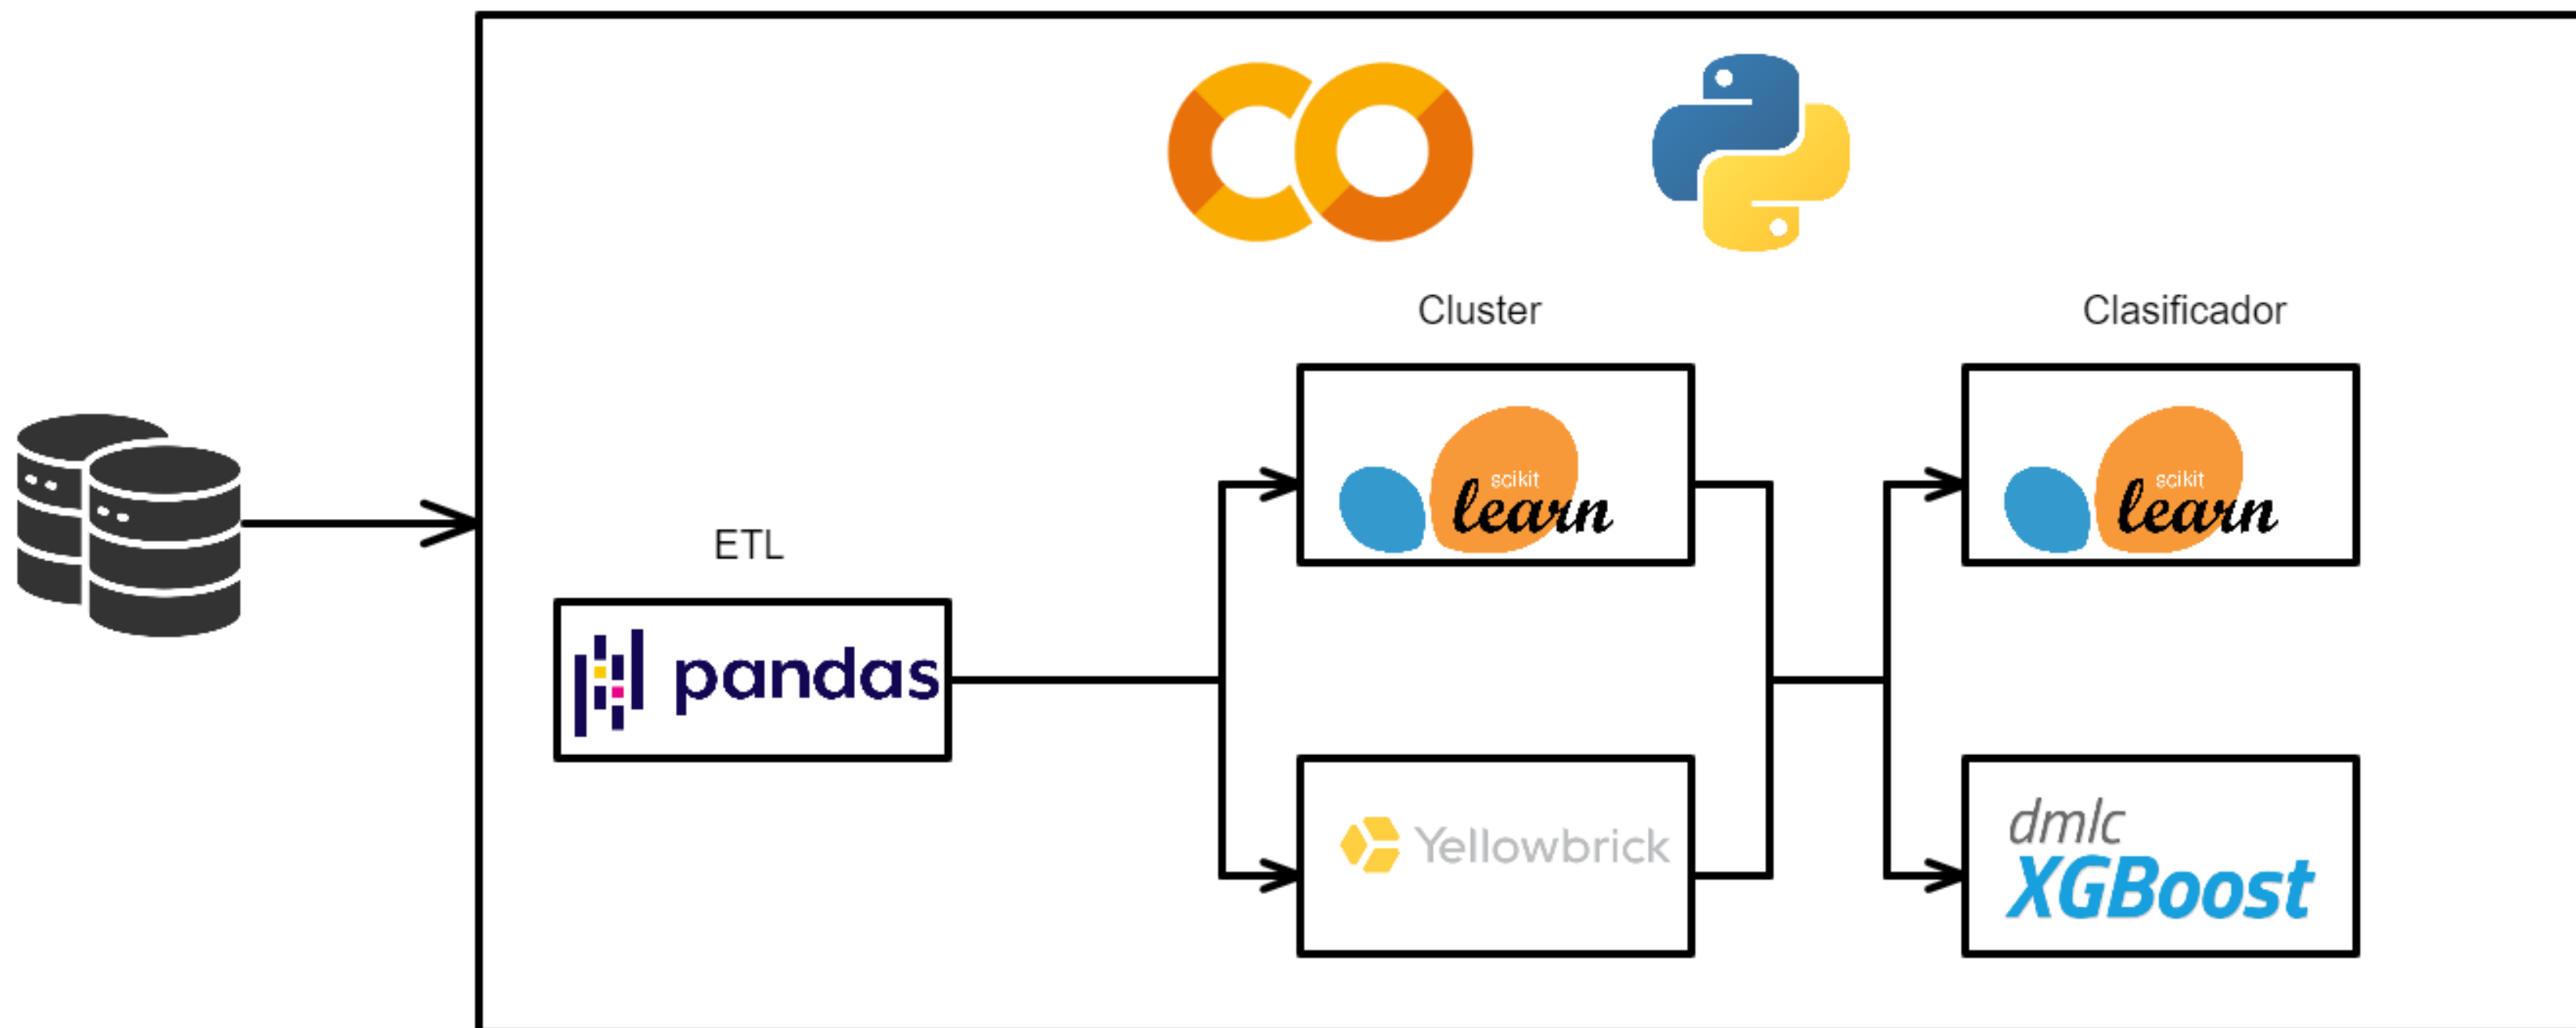 Cluster
Clasificador
scikit
learn
scikit
learn
ETL
pandas
Yellowbrick
dmlc
XGBoost